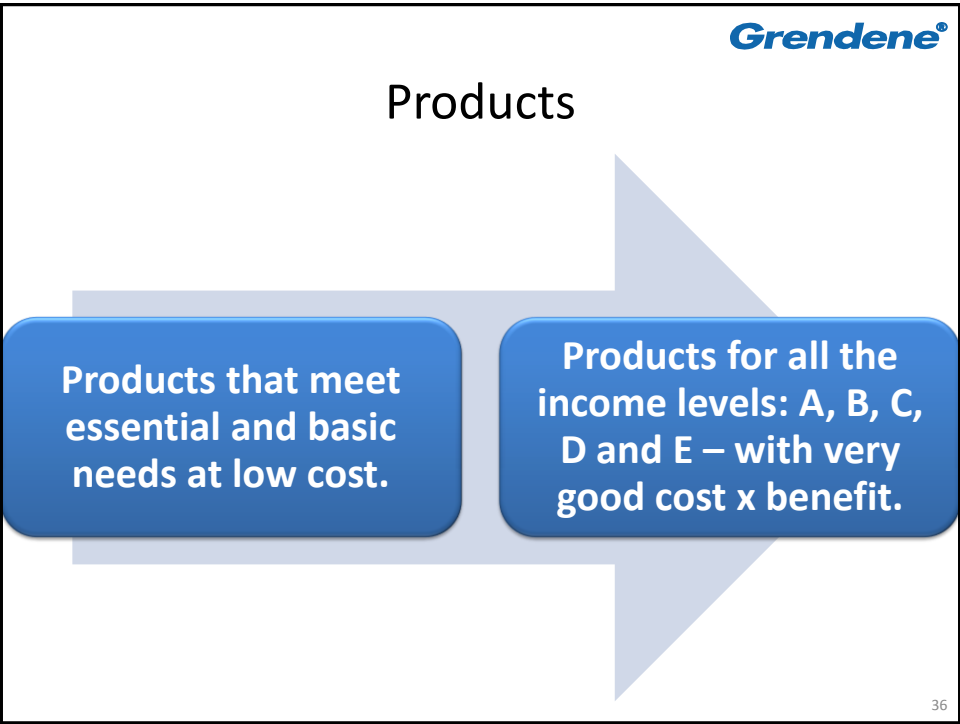 Grendene®
Products
Products that meet
essential and basic
needs at low cost.
Products for all the
income levels: A, B, C,
D and E – with very
good cost x benefit.
36